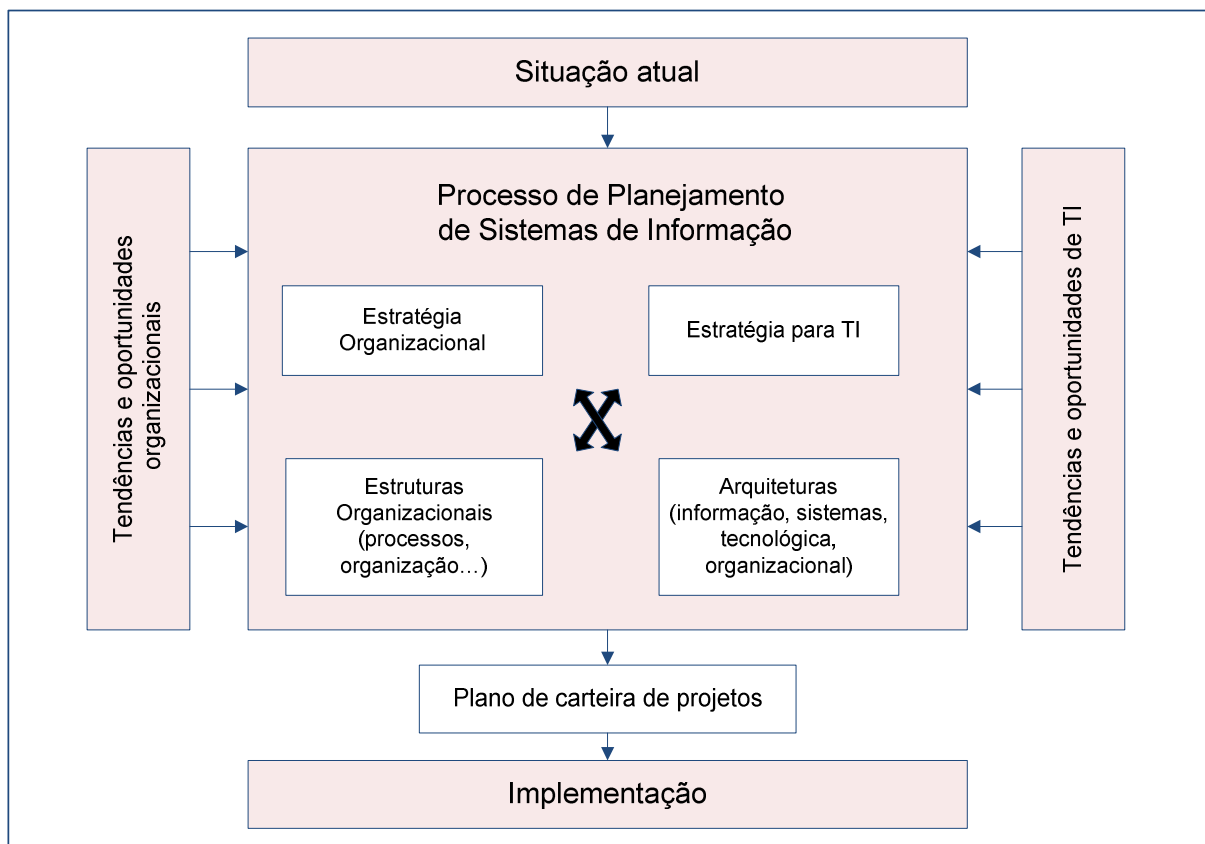 Situação atual
Tendências e oportunidades
organizacionais
Processo de Planejamento
de Sistemas de Informação
Estratégia
Organizacional
Estratégia para TI
Estruturas
Organizacionais
(processos,
organização…)
Arquiteturas
(informação, sistemas,
tecnológica,
organizacional)
Tendências e oportunidades de TI
Plano de carteira de projetos
Implementação